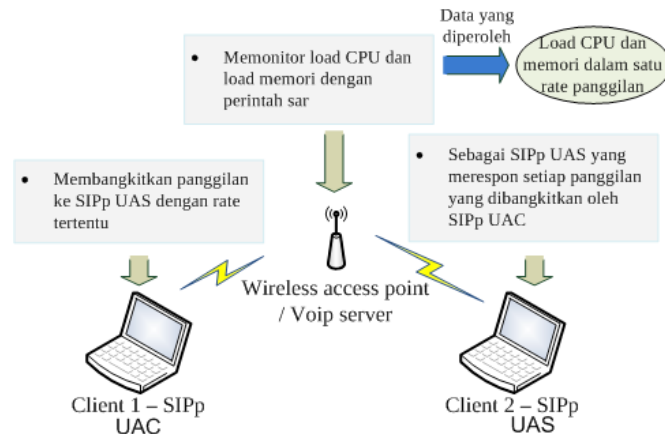 Data yang
diperoleh
Load CPU dan
memori dalam satu
rate panggilan
• Memonitor load CPU dan
load memori dengan
perintah sar
• Membangkitkan panggilan
ke SIPp UAS dengan rate
tertentu
• Sebagai SIPp UAS yang
merespon setiap panggilan
yang dibangkitkan oleh
SIPp UAC
Wireless access point
/ Voip server
Client 1 – SIPp
UAC
Client 2 – SIPp
UAS